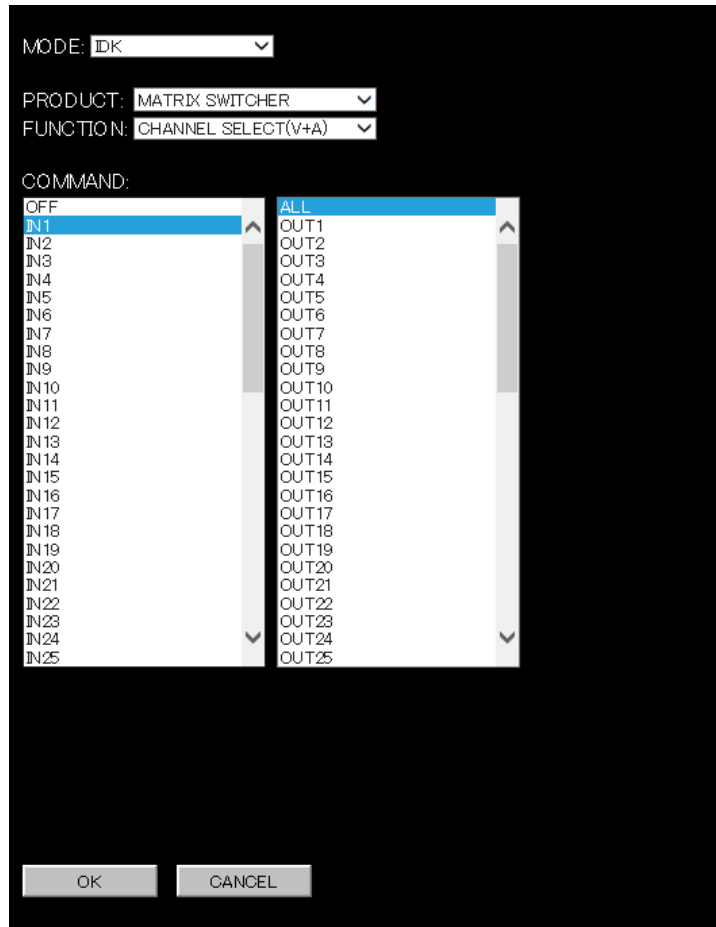 MODE: IDK
PRODUCT: MATRIX SWITCHER
FUNCTION: CHANNEL SELECT(V+A)
COMMAND:
OFF
IN1
IN2
IN3
IN4
IN5
IN6
IN7
IN8
IN9
IN10
IN11
IN12
IN13
IN14
IN15
IN16
IN17
IN18
IN19
IN20
IN21
IN22
IN23
IN24
IN25
ALL
OUT1
OUT2
OUT3
OUT4
OUT5
OUT6
OUT7
OUT8
OUT9
OUT10
OUT11
OUT12
OUT13
OUT14
OUT15
OUT16
OUT17
OUT18
OUT19
OUT20
OUT21
OUT22
OUT23
OUT24
OUT25
OK
CANCEL